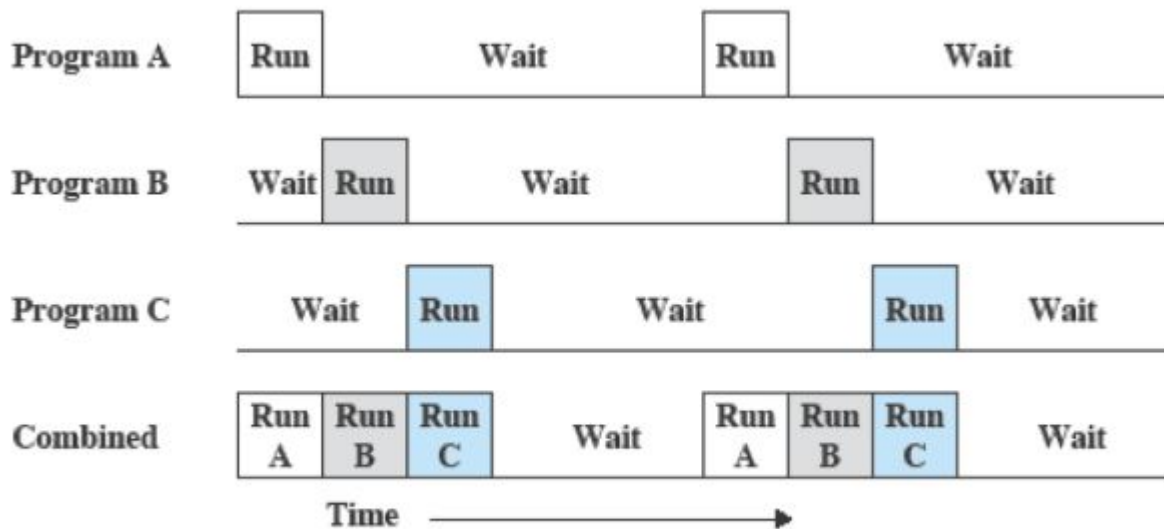 Program A Run Wait Run Wait
Program B Wait Run Wait Run Wait
Program C Wait Run Wait Run Wait
Combined Run A Run B Run C Wait Run A Run B Run C Wait
Time